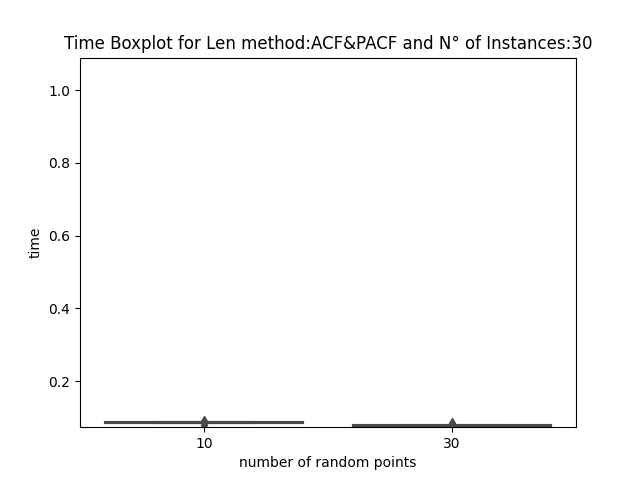 Time Boxplot for Len method:ACF&PACF and N° of Instances:30
1.0
0.8
0.6
0.4
0.2
time
10 30
number of random points